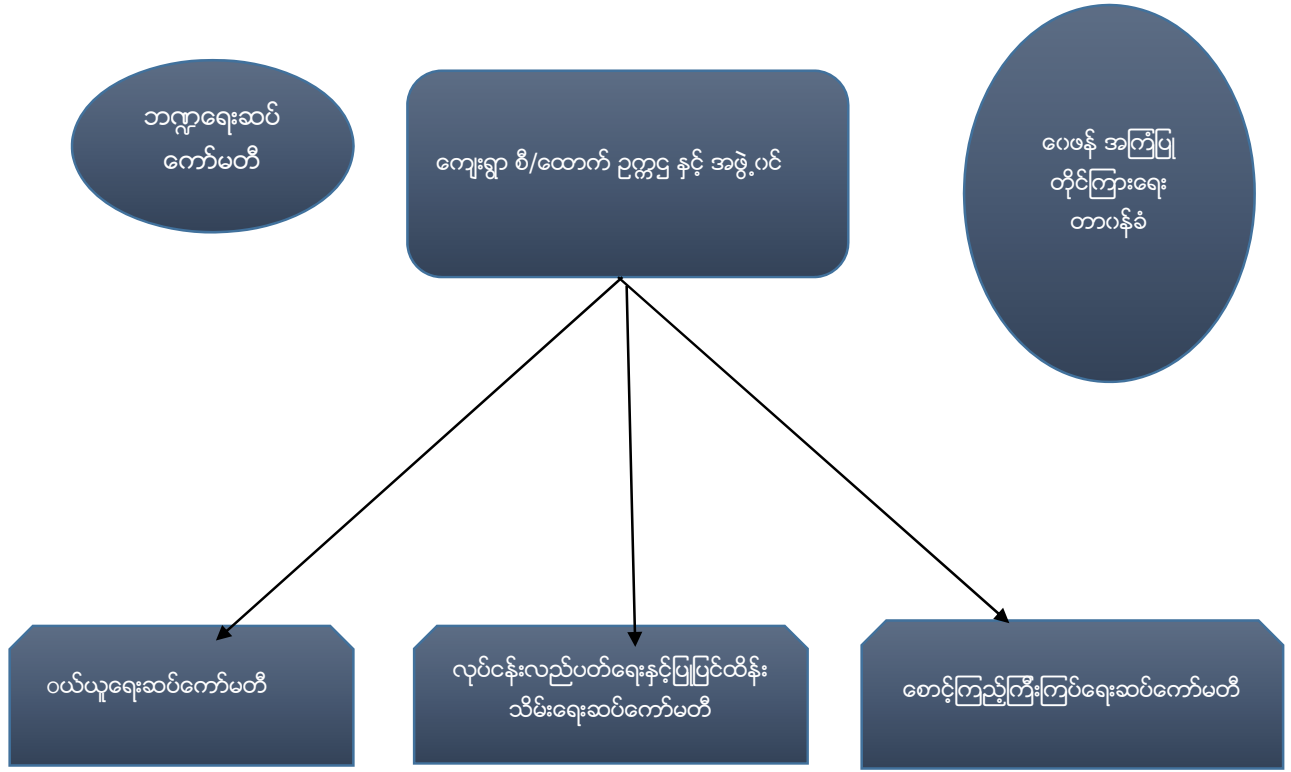 ဘဏ္ဍရေးဆပ်
ကော်မတီ
ကျေးရွာ စီ/ထောက် ဥက္ကဌ နှင့် အဖွဲ့ဝင်
ဝေဖန် အကြံပြု
တိုင်ကြားရေး
တာဝန်ခံ
ဝယ်ယူရေးဆပ်ကော်မတီ
လုပ်ငန်းလည်ပတ်ရေးနှင့်ပြုပြင်ထိန်း
သိမ်းရေးဆပ်ကော်မတီ
စောင့်ကြည့်ကြီးကြပ်ရေးဆပ်ကော်မတီ